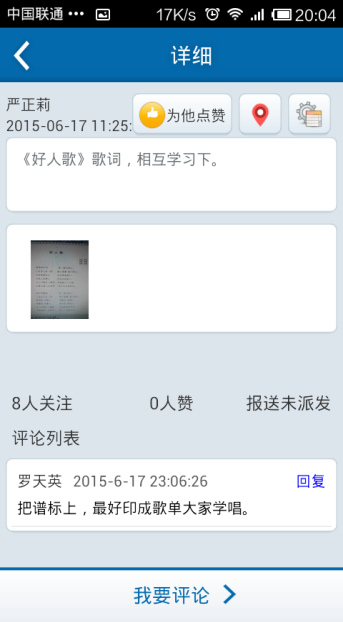 中国联通 ••• 17K/s 20:04
详细
严正莉
2015-06-17 11:25:
为他点赞
《好人歌》歌词，相互学习下。
8人关注 0人赞 报送未派发
评论列表
罗天英 2015-6-17 23:06:26 回复
把谱标上，最好印成歌单大家学唱。
我要评论